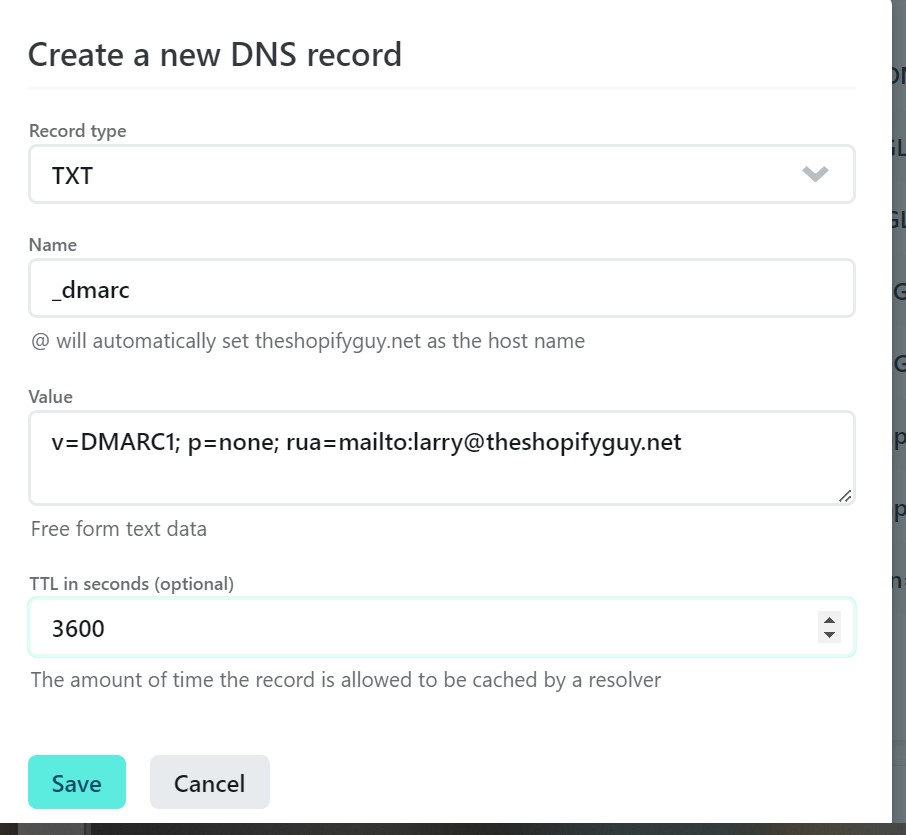 Create a new DNS record
Record type
TXT
Name
_dmarc
@ will automatically set theshopifyguy.net as the host name
Value
v=DMARC1; p=none; rua=mailto:larry@theshopifyguy.net
Free form text data
TTL in seconds (optional)
3600
The amount of time the record is allowed to be cached by a resolver
Save Cancel